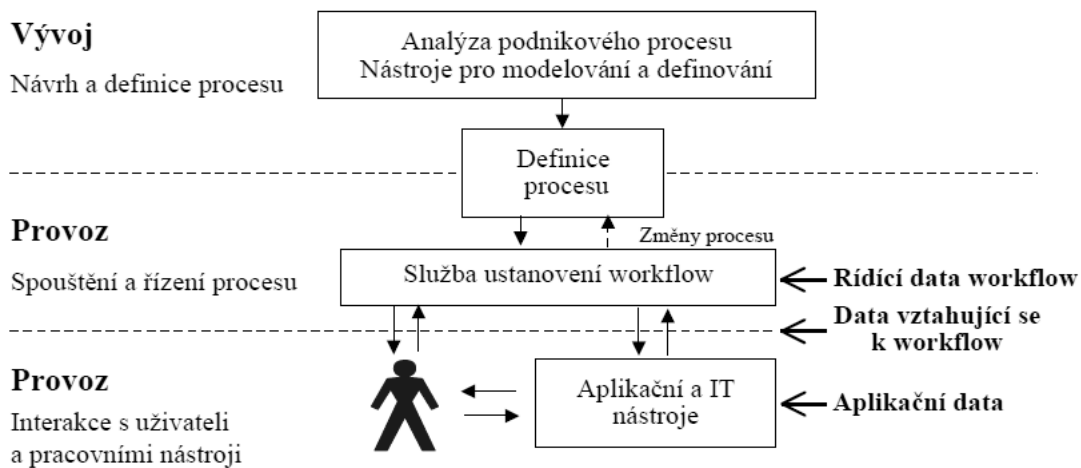 Vývoj
Návrh a definice procesu
Analýza podnikového procesu
Nástroje pro modelování a definování
Definice
procesu
Provoz
Spouštění a řízení procesu
Změny procesu
Služba ustanovení workflow
Rídící data workflow
Data vztahující se
k workflow
Provoz
Interakce s uživateli
a pracovními nástroji
Aplikační a IT
nástroje
Aplikační data